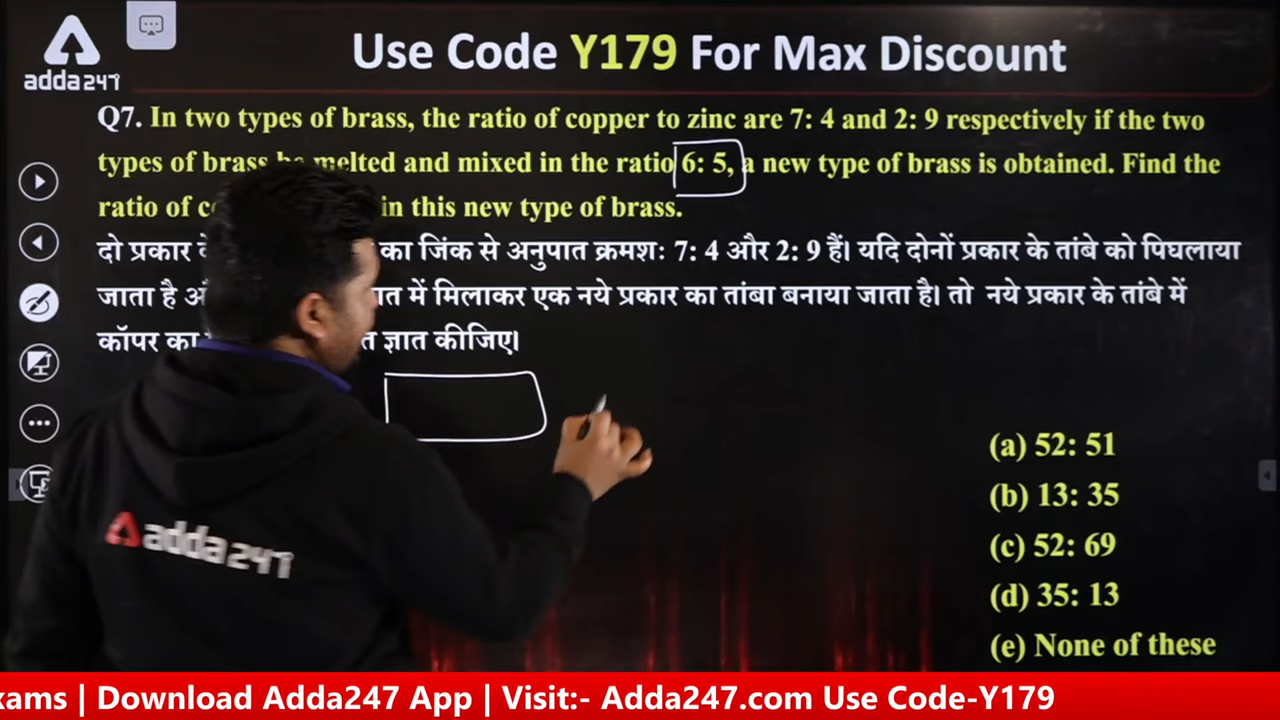 Use Code Y179 For Max Discount
adda247
Q7. In two types of brass, the ratio of copper to zinc are 7: 4 and 2: 9 respectively if the two
types of brass be melted and mixed in the ratio 6: 5, a new type of brass is obtained. Find the
ratio of in this new type of brass.
दो प्रकार का जिंक से अनुपात क्रमशः 7: 4 और 2: 9 हैं। यदि दोनों प्रकार के तांबे को पिघलाया
जाता है में मिलाकर एक नये प्रकार का तांबा बनाया जाता है। तो नये प्रकार के तांबे में
कॉपर का ज्ञात कीजिए।
(a) 52: 51
(b) 13: 35
(c) 52: 69
(d) 35: 13
(e) None of these
adda247
| Download Adda247 App | Visit:- Adda247.com Use Code-Y179